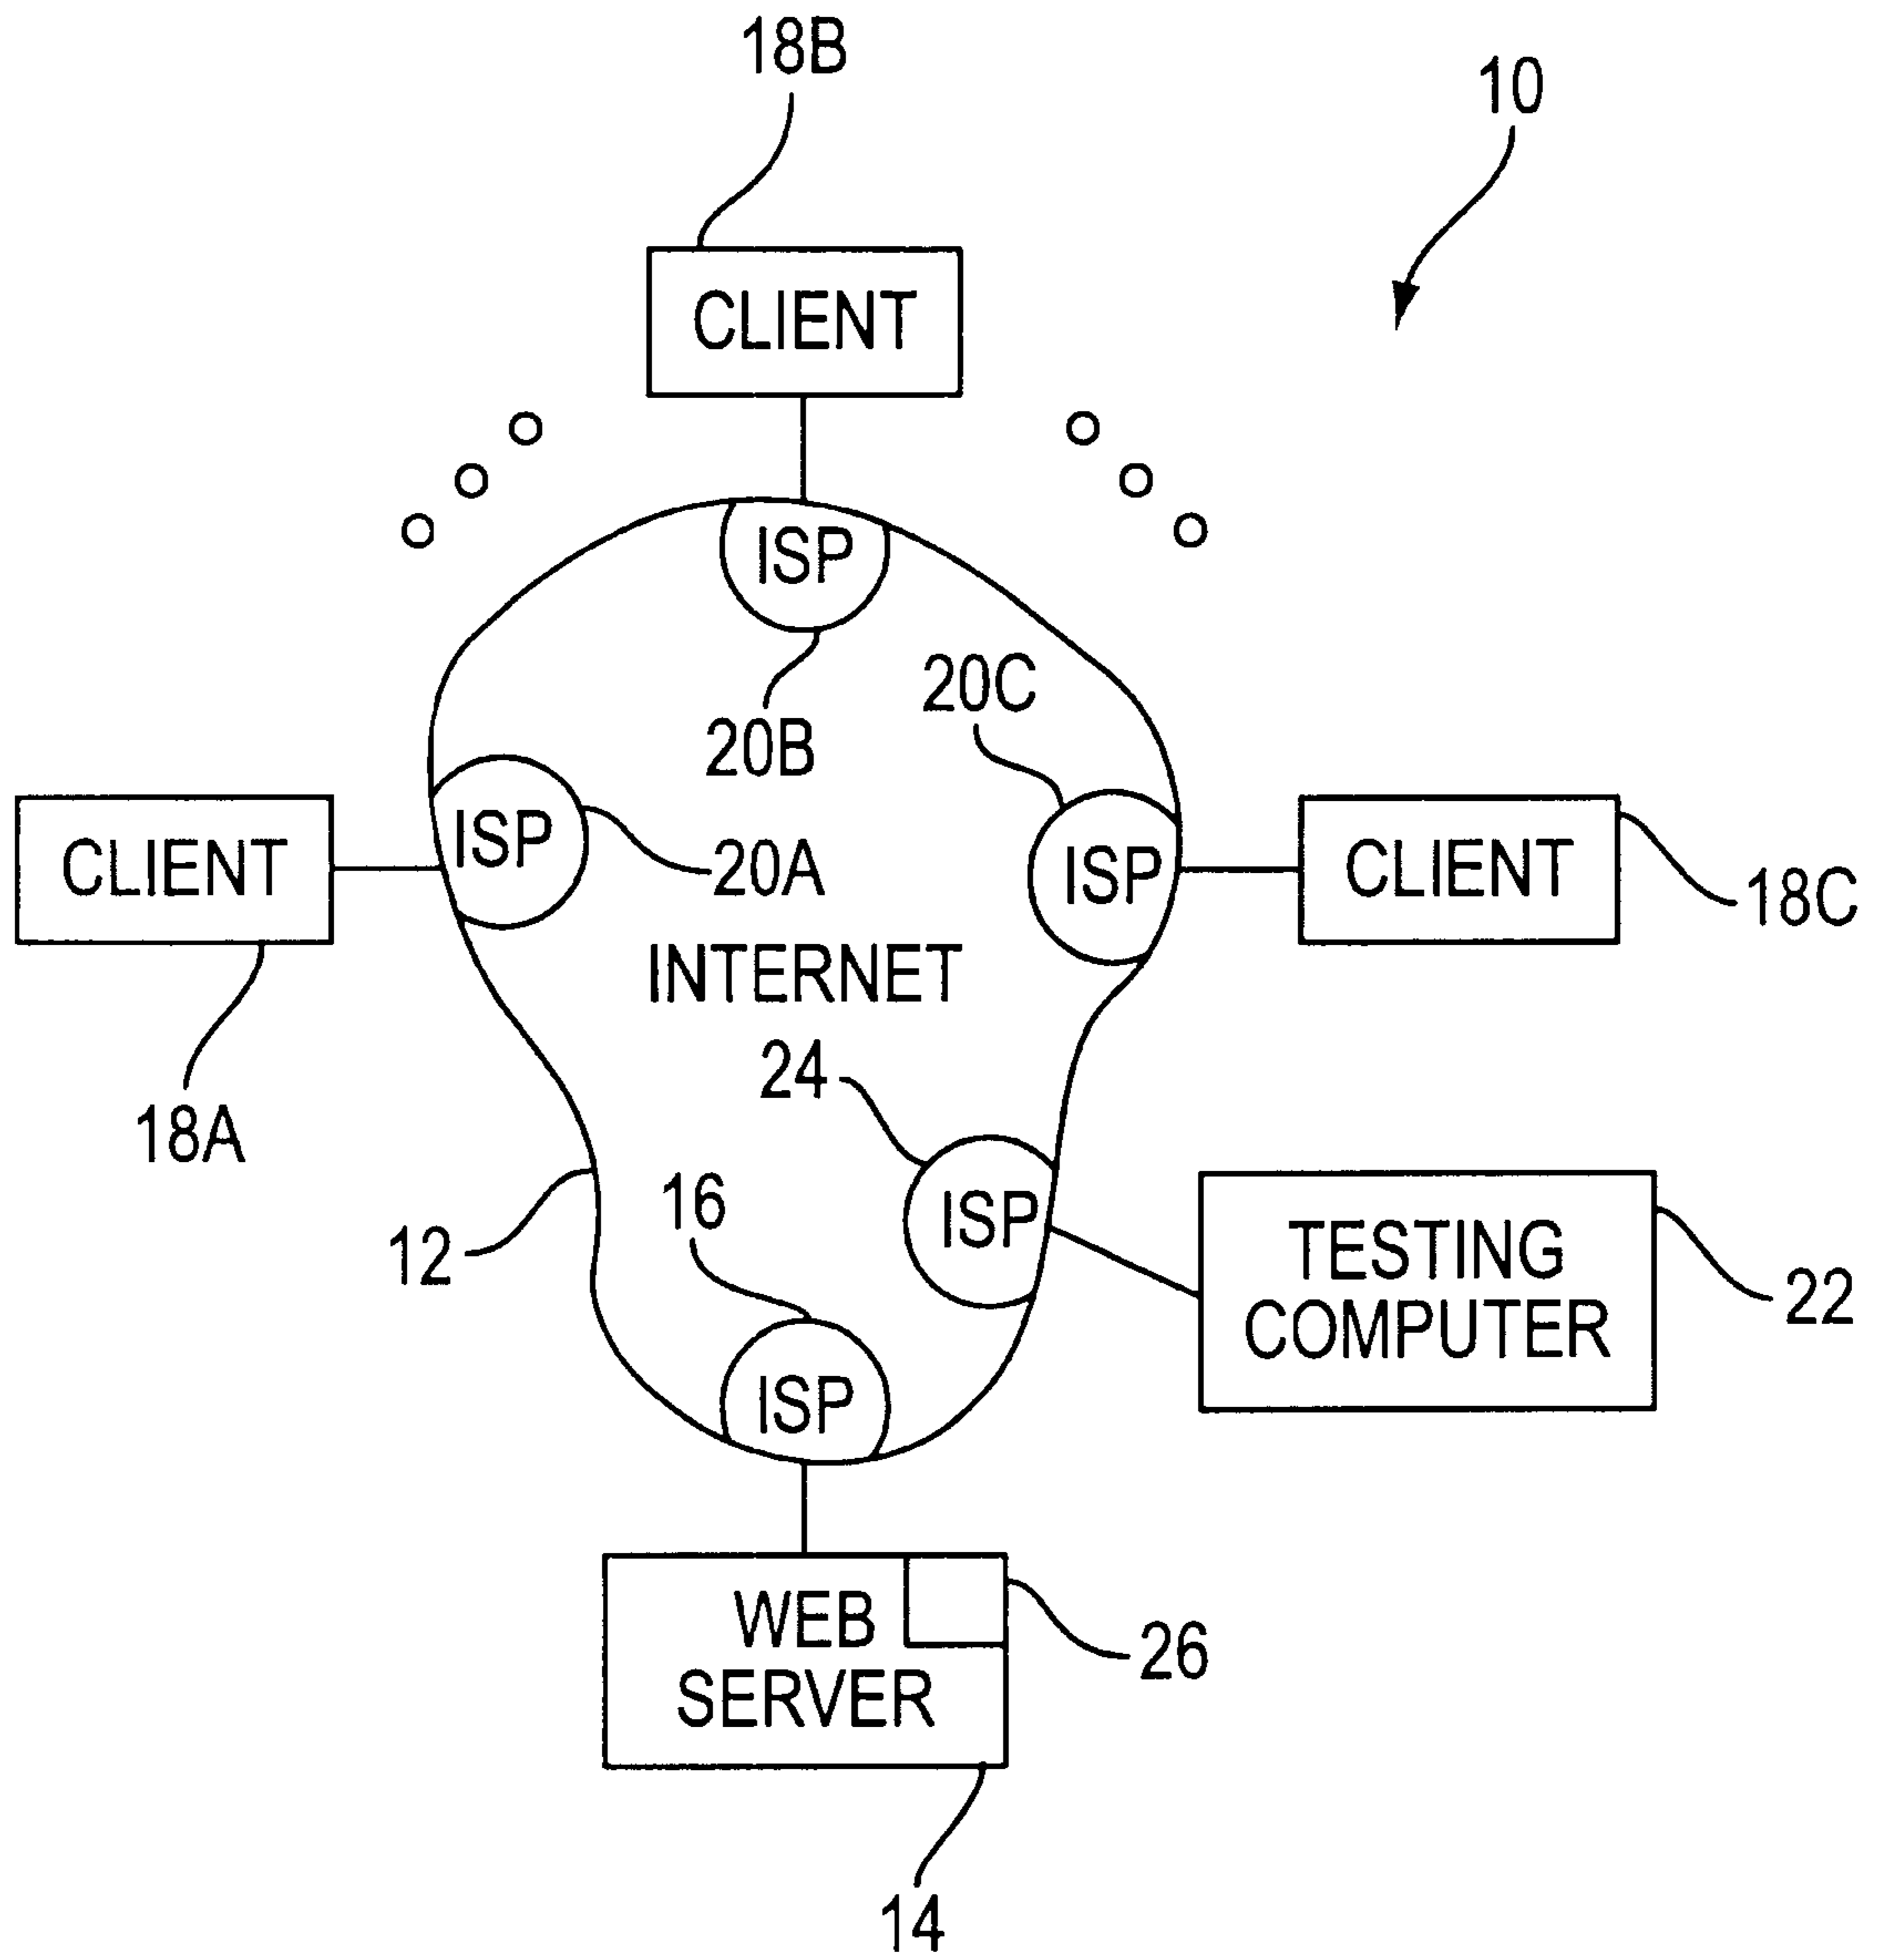 18B
10
CLIENT
ISP
20C
20B
CLIENT
ISP
20A
ISP
CLIENT
18C
INTERNET
24
18A
16
ISP
12
TESTING
COMPUTER
22
ISP
WEB
SERVER
26
14